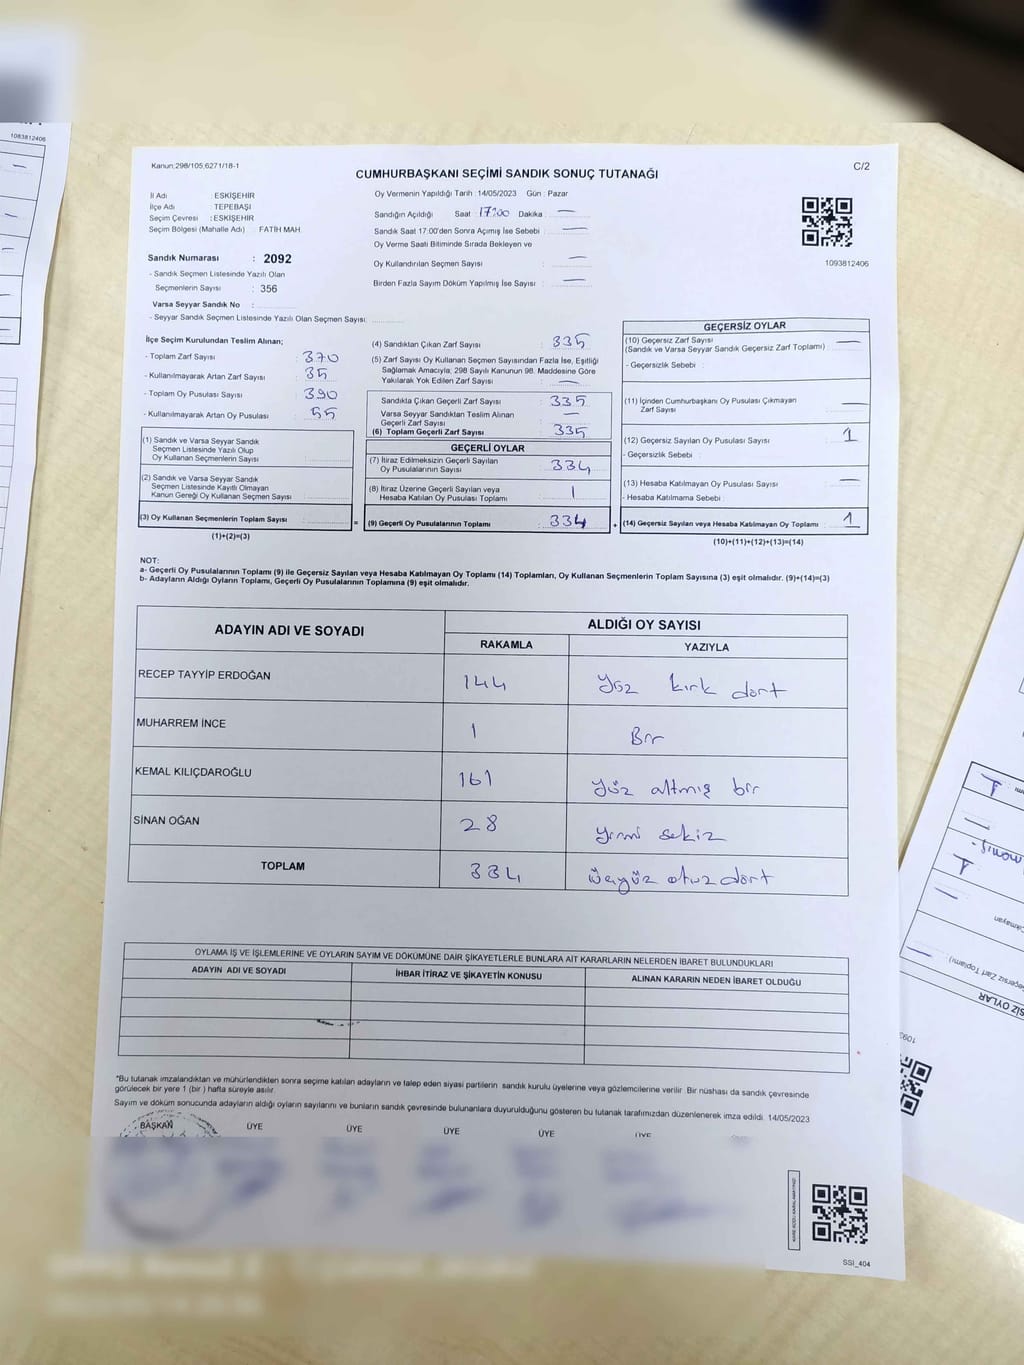 1083812406
Kanun:298/105,6271/18-1
C/2
CUMHURBAŞKANI SEÇİMİ SANDIK SONUÇ TUTANAĞI
İl Adı : ESKİŞEHİR
İlçe Adı : TEPEBAŞI
Seçim Çevresi : ESKİŞEHİR
Seçim Bölgesi (Mahalle Adı) : FATİH MAH.
Oy Vermenin Yapıldığı Tarih : 14/05/2023 Gün : Pazar
Sandığın Açıldığı Saat 17:00 Dakika : —
Sandık Saat 17:00'den Sonra Açımış İse Sebebi : —
Oy Verme Saati Bitiminde Sırada Bekleyen ve
Oy Kullandırılan Seçmen Sayısı : —
Birden Fazla Sayım Döküm Yapılmış İse Sayısı : —
1093812406
Sandık Numarası : 2092
- Sandık Seçmen Listesinde Yazılı Olan
Seçmenlerin Sayısı : 356
Varsa Seyyar Sandık No :
- Seyyar Sandık Seçmen Listesinde Yazılı Olan Seçmen Sayısı:
İlçe Seçim Kurulundan Teslim Alınan;
- Toplam Zarf Sayısı : 370
- Kullanılmayarak Artan Zarf Sayısı : 35
- Toplam Oy Pusulası : 390
- Kullanılmayarak Artan Oy Pusulası : 55
(1) Sandık ve Varsa Seyyar Sandık
Seçmen Listesinde Yazılı Olup
Oy Kullanan Seçmenlerin Sayısı :
(2) Sandık ve Varsa Seyyar Sandık
Seçmen Listesinde Kayıtlı Olmayan
Kanun Gereği Oy Kullanan Seçmen Sayısı :
(3) Oy Kullanan Seçmenlerin Toplam Sayısı :
(1)+(2)=(3)
=
(4) Sandıktan Çıkan Zarf Sayısı : 335
(5) Zarf Sayısı Oy Kullanan Seçmen Sayısından Fazla İse, Eşitliği
Sağlamak Amacıyla; 298 Sayılı Kanunun 98. Maddesine Göre
Yakılarak Yok Edilen Zarf Sayısı : —
Sandıkta Çıkan Geçerli Zarf Sayısı : 335
Varsa Seyyar Sandıktan Teslim Alınan
Geçerli Zarf Sayısı : —
(6) Toplam Geçerli Zarf Sayısı : 335
GEÇERLİ OYLAR
(7) İtiraz Edilmeksizin Geçerli Sayılan
Oy Pusulalarının Sayısı : 334
(8) İtiraz Üzerine Geçerli Sayılan veya
Hesaba Katılan Oy Pusulası Toplamı : 1
(9) Geçerli Oy Pusulalarının Toplamı : 334
+
GEÇERSİZ OYLAR
(10) Geçersiz Zarf Sayısı : —
(Sandık ve Varsa Seyyar Sandık Geçersiz Zarf Toplamı)
- Geçersizlik Sebebi :
(11) İçinden Cumhurbaşkanı Oy Pusulası Çıkmayan
Zarf Sayısı : —
(12) Geçersiz Sayılan Oy Pusulası Sayısı : 1
- Geçersizlik Sebebi :
(13) Hesaba Katılmayan Oy Pusulası Sayısı : —
- Hesaba Katılmama Sebebi :
(14) Geçersiz Sayılan veya Hesaba Katılmayan Oy Toplamı : 1
(10)+(11)+(12)+(13)=(14)
NOT:
a- Geçerli Oy Pusulalarının Toplamı (9) ile Geçersiz Sayılan veya Hesaba Katılmayan Oy Toplamı (14) Toplamları, Oy Kullanan Seçmenlerin Toplam Sayısına (3) eşit olmalıdır. (9)+(14)=(3)
b- Adayların Aldığı Oyların Toplamı, Geçerli Oy Pusulalarının Toplamına (9) eşit olmalıdır.
ADAYIN ADI VE SOYADI
ALDIĞI OY SAYISI
RAKAMLA YAZIYLA
RECEP TAYYİP ERDOĞAN 144 yüz kırk dört
MUHARREM İNCE 1 Bir
KEMAL KILIÇDAROĞLU 161 yüz altmış bir
SİNAN OĞAN 28 yirmi sekiz
TOPLAM 334 üçyüz otuz dört
OYLAMA İŞ VE İŞLEMLERİNE VE OYLARIN SAYIM VE DÖKÜMÜNE DAİR ŞİKAYETLERLE BUNLARA AİT KARARLARIN NELERDEN İBARET BULUNDUKLARI
ADAYIN ADI VE SOYADI İHBAR İTİRAZ VE ŞİKAYETİN KONUSU ALINAN KARARIN NEDEN İBARET OLDUĞU
*Bu tutanak imzalandıktan ve mühürlendikten sonra seçime katılan adayların ve talep eden siyasi partilerin sandık kurulu üyelerine veya gözlemcilerine verilir. Bir nüshası da sandık çevresinde
görülecek bir yere 1 (bir ) hafta süreyle asılır.
Sayım ve döküm sonucunda adayların aldığı oyların sayılarını ve bunların sandık çevresinde bulunanlara duyurulduğunu gösteren bu tutanak tarafımızdan düzenlenerek imza edildi. 14/05/2023
BAŞKAN ÜYE ÜYE ÜYE ÜYE ÜYE
SSİ_404